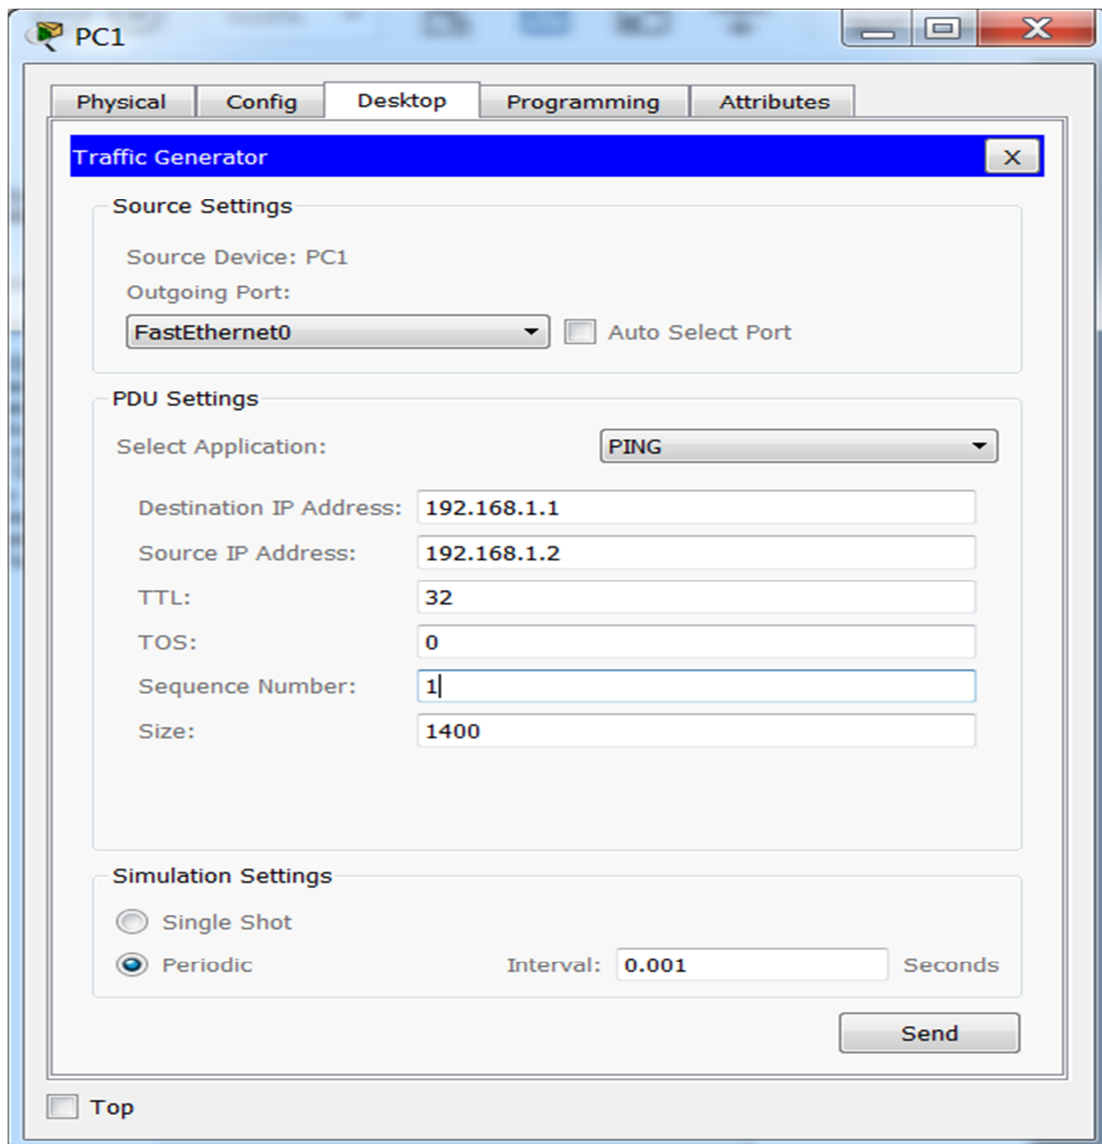 PC1
Physical Config Desktop Programming Attributes
Traffic Generator X
Source Settings
Source Device: PC1
Outgoing Port:
FastEthernet0 Auto Select Port
PDU Settings
Select Application: PING
Destination IP Address: 192.168.1.1
Source IP Address: 192.168.1.2
TTL: 32
TOS: 0
Sequence Number: 1
Size: 1400
Simulation Settings
Single Shot
Periodic Interval: 0.001 Seconds
Send
Top